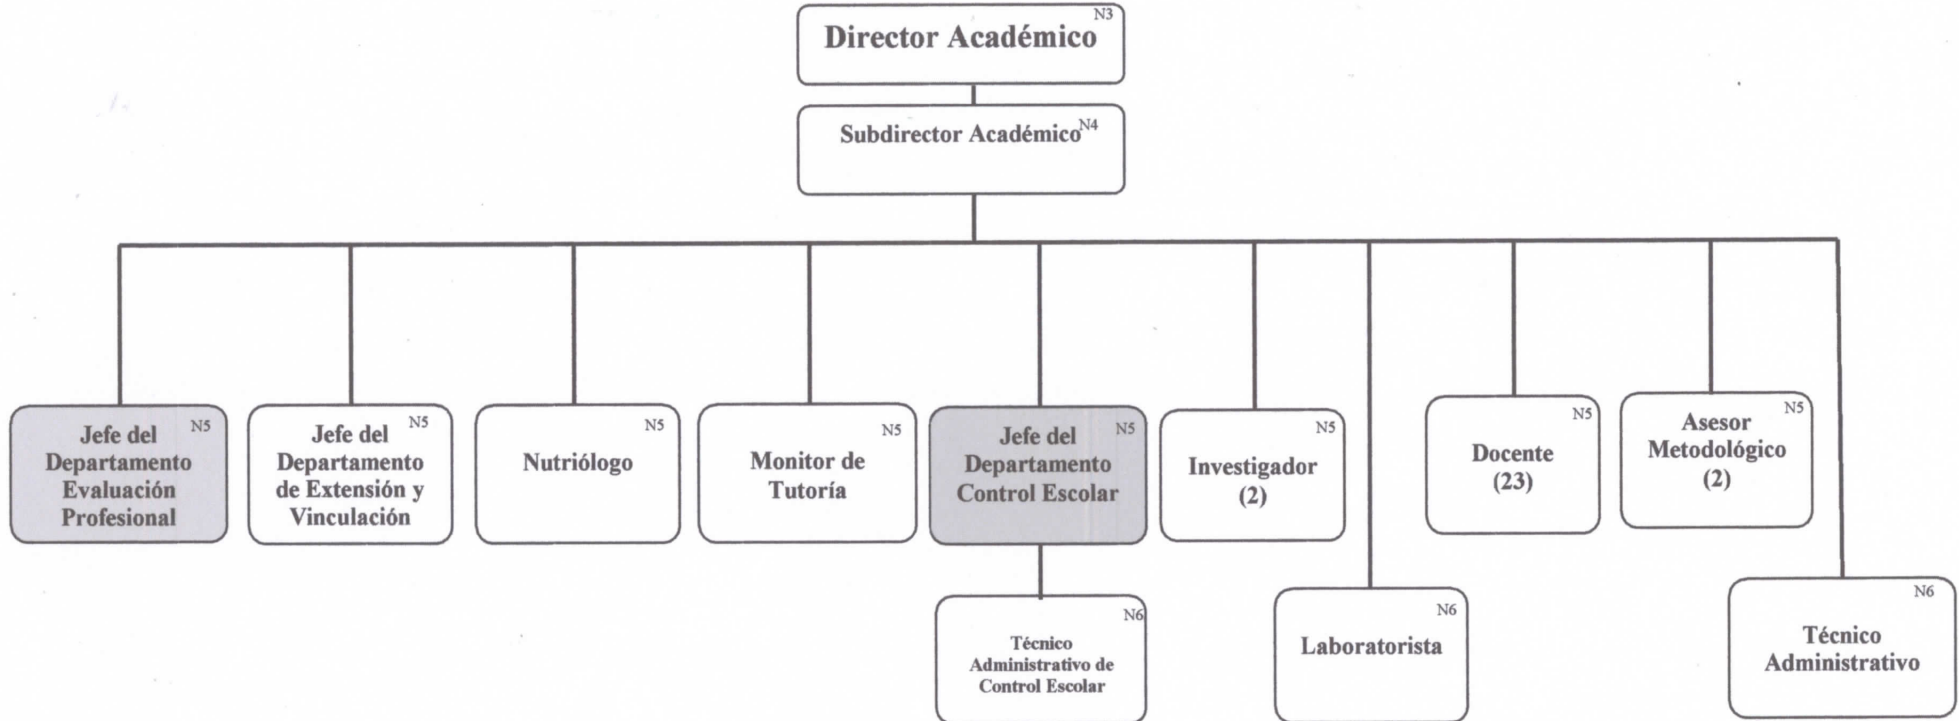 N3
Director Académico
N4
Subdirector Académico
N5
Jefe del
Departamento
Evaluación
Profesional
N5
Jefe del
Departamento
de Extensión y
Vinculación
N5
Nutriólogo
N5
Monitor de
Tutoría
N5
Jefe del
Departamento
Control Escolar
N5
Investigador
(2)
N5
Docente
(23)
N5
Asesor
Metodológico
(2)
N6
Técnico
Administrativo de
Control Escolar
N6
Laboratorista
N6
Técnico
Administrativo